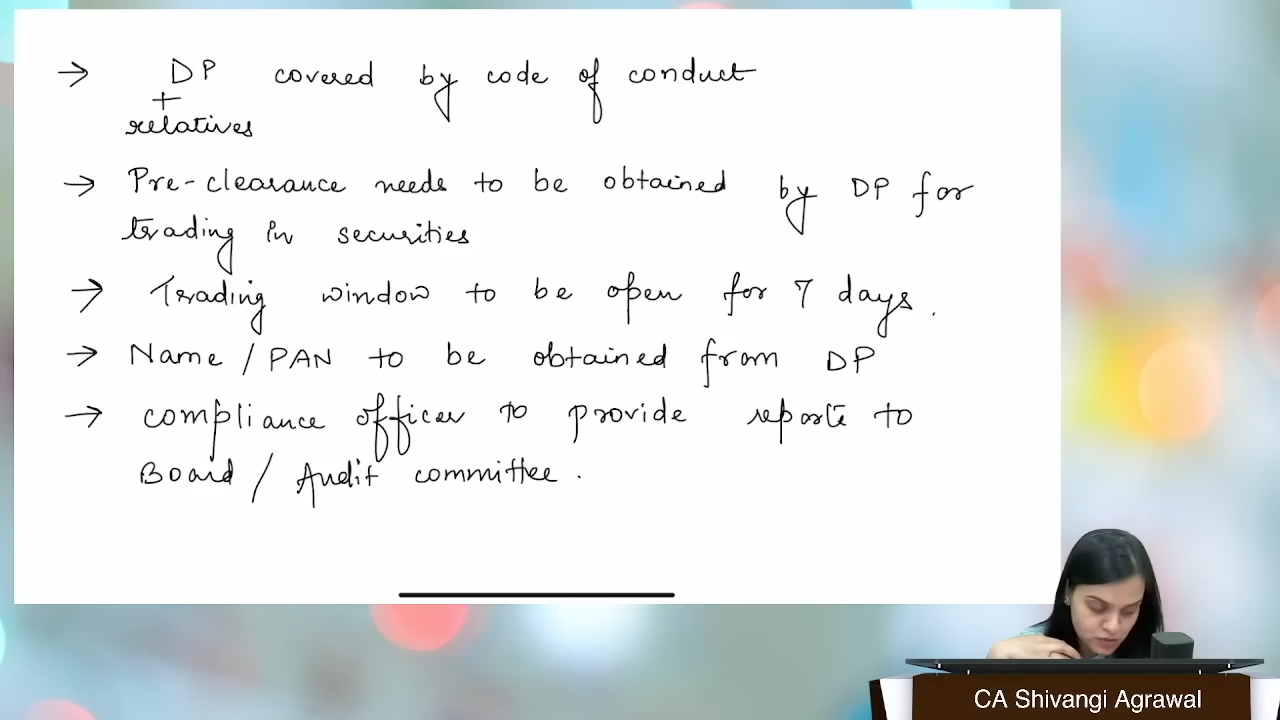 → DP covered by code of conduct
+
relatives
→ Pre-clearance needs to be obtained by DP for
trading in securities
→ Trading window to be open for 7 days.
→ Name / PAN to be obtained from DP
→ compliance officer to provide reports to
Board / Audit committee.
CA Shivangi Agrawal